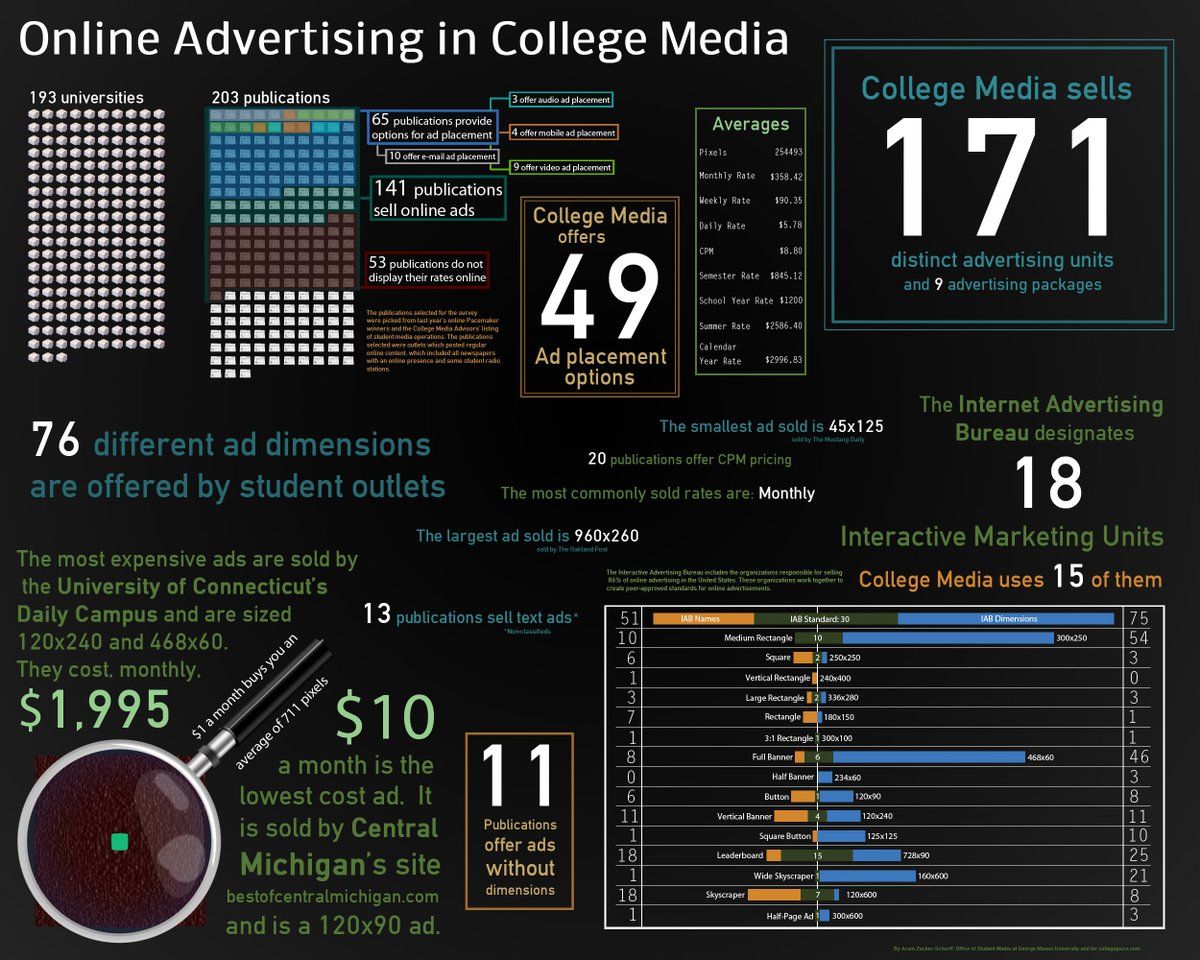 Online Advertising in College Media
193 universities
203 publications
65 publications provide
options for ad placement
3 offer audio ad placement
4 offer mobile ad placement
10 offer e-mail ad placement
9 offer video ad placement
141 publications
sell online ads
53 publications do not
display their rates online
The publications selected for the survey
were picked from last year's online Pacemaker
winners and the College Media Advisors' listing
of student media operations. The publications
selected were outlets which posted regular
online content, which included all newspapers
with an online presence and some student radio
stations.
College Media
offers
49
Ad placement
options
Averages
Pixels 254493
Monthly Rate $358.42
Weekly Rate $90.35
Daily Rate $5.78
CPM $8.80
Semester Rate $845.12
School Year Rate $1200
Summer Rate $2586.40
Calendar
Year Rate $2996.83
College Media sells
171
distinct advertising units
and 9 advertising packages
76 different ad dimensions
are offered by student outlets
The smallest ad sold is 45x125
sold by The Mustang Daily
20 publications offer CPM pricing
The most commonly sold rates are: Monthly
The largest ad sold is 960x260
sold by The Oakland Post
The Internet Advertising
Bureau designates
18
Interactive Marketing Units
College Media uses 15 of them
The Interactive Advertising Bureau includes the organizations responsible for selling
86% of online advertising in the United States. These organizations work together to
create peer-approved standards for online advertisements.
The most expensive ads are sold by
the University of Connecticut's
Daily Campus and are sized
120x240 and 468x60.
They cost, monthly,
$1,995
13 publications sell text ads*
*Non-classifieds
$1 a month buys you an
average of 711 pixels
$10
a month is the
lowest cost ad. It
is sold by Central
Michigan's site
bestofcentralmichigan.com
and is a 120x90 ad.
11
Publications
offer ads
without
dimensions
51 IAB Names IAB Standard: 30 IAB Dimensions 75
10 Medium Rectangle 10 300x250 54
6 Square 2 250x250 3
1 Vertical Rectangle 240x400 0
3 Large Rectangle 2 336x280 3
7 Rectangle 180x150 1
1 3:1 Rectangle 1 300x100 1
8 Full Banner 6 468x60 46
0 Half Banner 234x60 3
6 Button 1 120x90 8
11 Vertical Banner 4 120x240 11
1 Square Button 125x125 10
18 Leaderboard 15 728x90 25
1 Wide Skyscraper 1 160x600 21
18 Skyscraper 7 120x600 8
1 Half-Page Ad 1 300x600 3
By Aram Zucker-Scharff, Office of Student Media at George Mason University and for collegejourn.com.